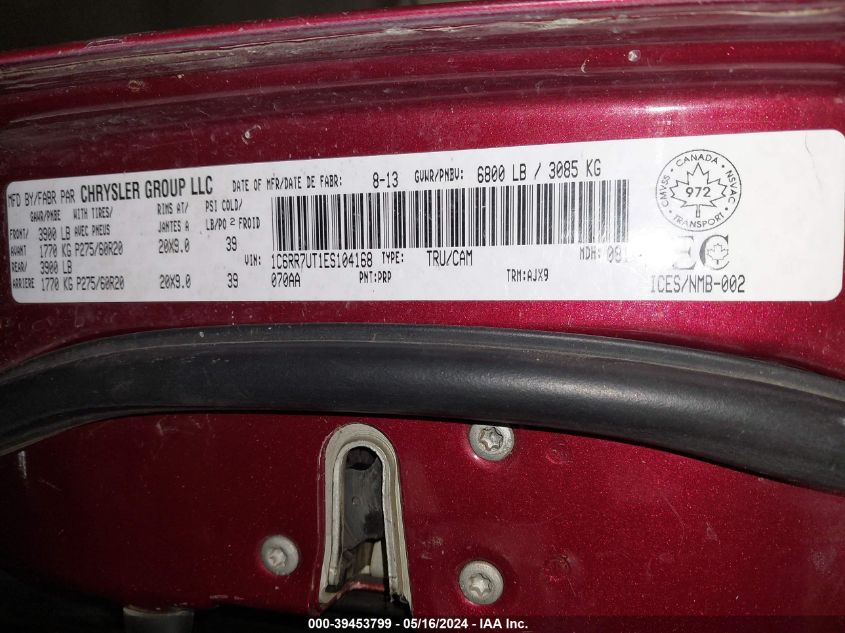 MFD BY/FABR PAR CHRYSLER GROUP LLC DATE OF MFR/DATE DE FABR: 8-13 GVWR/PNBV: 6800 LB / 3085 KG
GAWR/PNBE WITH TIRES/ RIMS AT/ PSI COLD/
FRONT/ 3900 LB AVEC PNEUS JANTES A LB/PO 2 FROID
AVANT 1770 KG P275/60R20 20X9.0 39
REAR/ 3900 LB
ARRIERE 1770 KG P275/60R20 20X9.0 39
VIN: 1C6RR7UT1ES104168 TYPE: TRU/CAM MDH: 081
070AA PNT:PRP TRM:AJX9
CANADA
CMVSS
NSVAC
972
TRANSPORT
EC
ICES/NMB-002
000-39453799 - 05/16/2024 - IAA Inc.